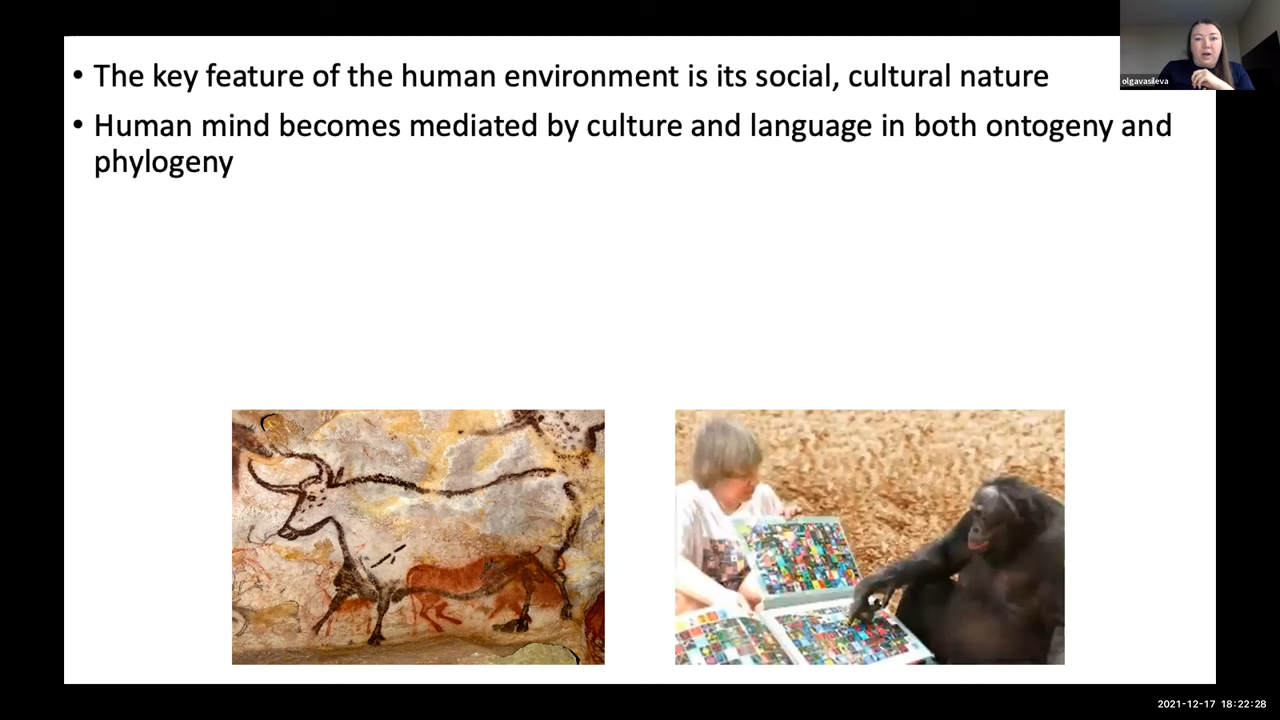 • The key feature of the human environment is its social, cultural nature
• Human mind becomes mediated by culture and language in both ontogeny and
phylogeny
olgavasileva
2021-12-17 18:22:28